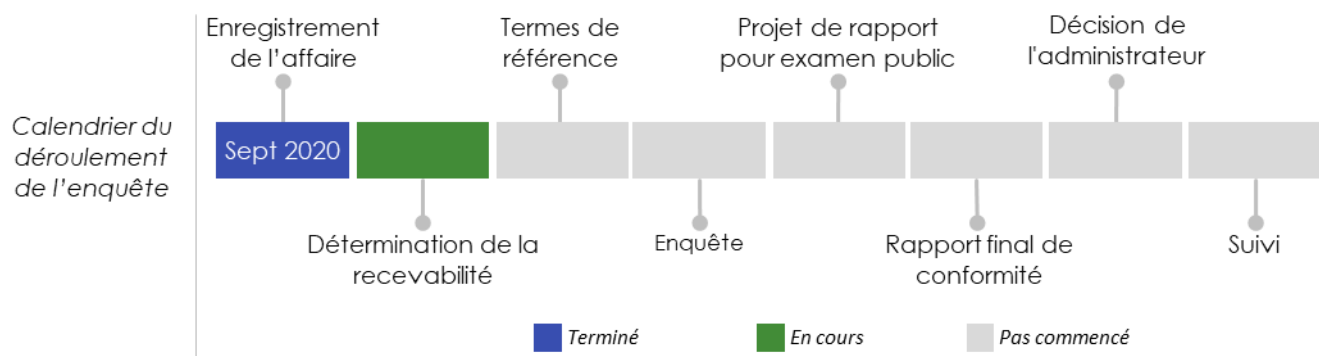 Enregistrement
de l’affaire
Termes de
référence
Projet de rapport
pour examen public
Décision de
l'administrateur
Calendrier du
déroulement
de l’enquête
Sept 2020
Détermination de la
recevabilité
Enquête
Rapport final de
conformité
Suivi
Terminé
En cours
Pas commencé